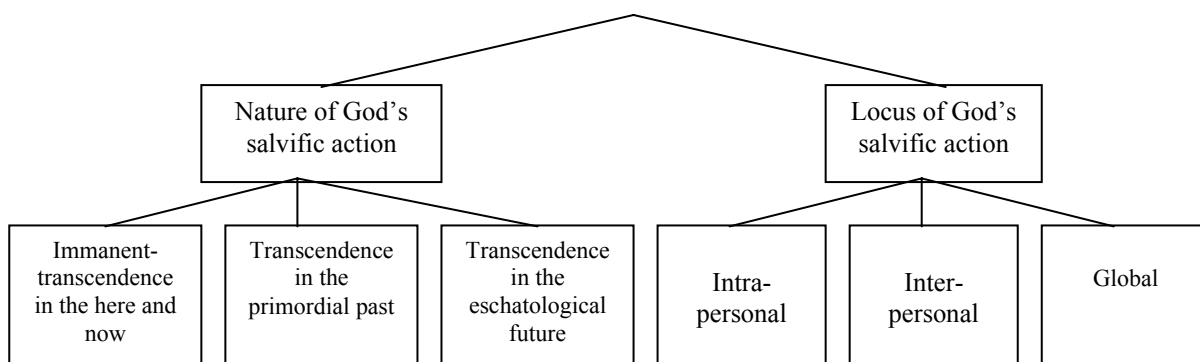 Nature of God’s
salvific action
Locus of God’s
salvific action
Immanent-
transcendence
in the here and
now
Transcendence
in the
primordial past
Transcendence
in the
eschatological
future
Intra-
personal
Inter-
personal
Global